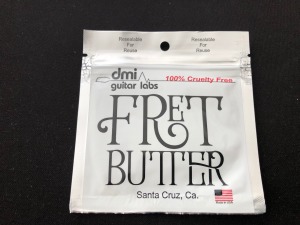 Resealable Resealable
For For
Reuse Reuse
dmi
guitar labs
100% Cruelty Free
FRET
BUTTER
Santa Cruz, Ca.